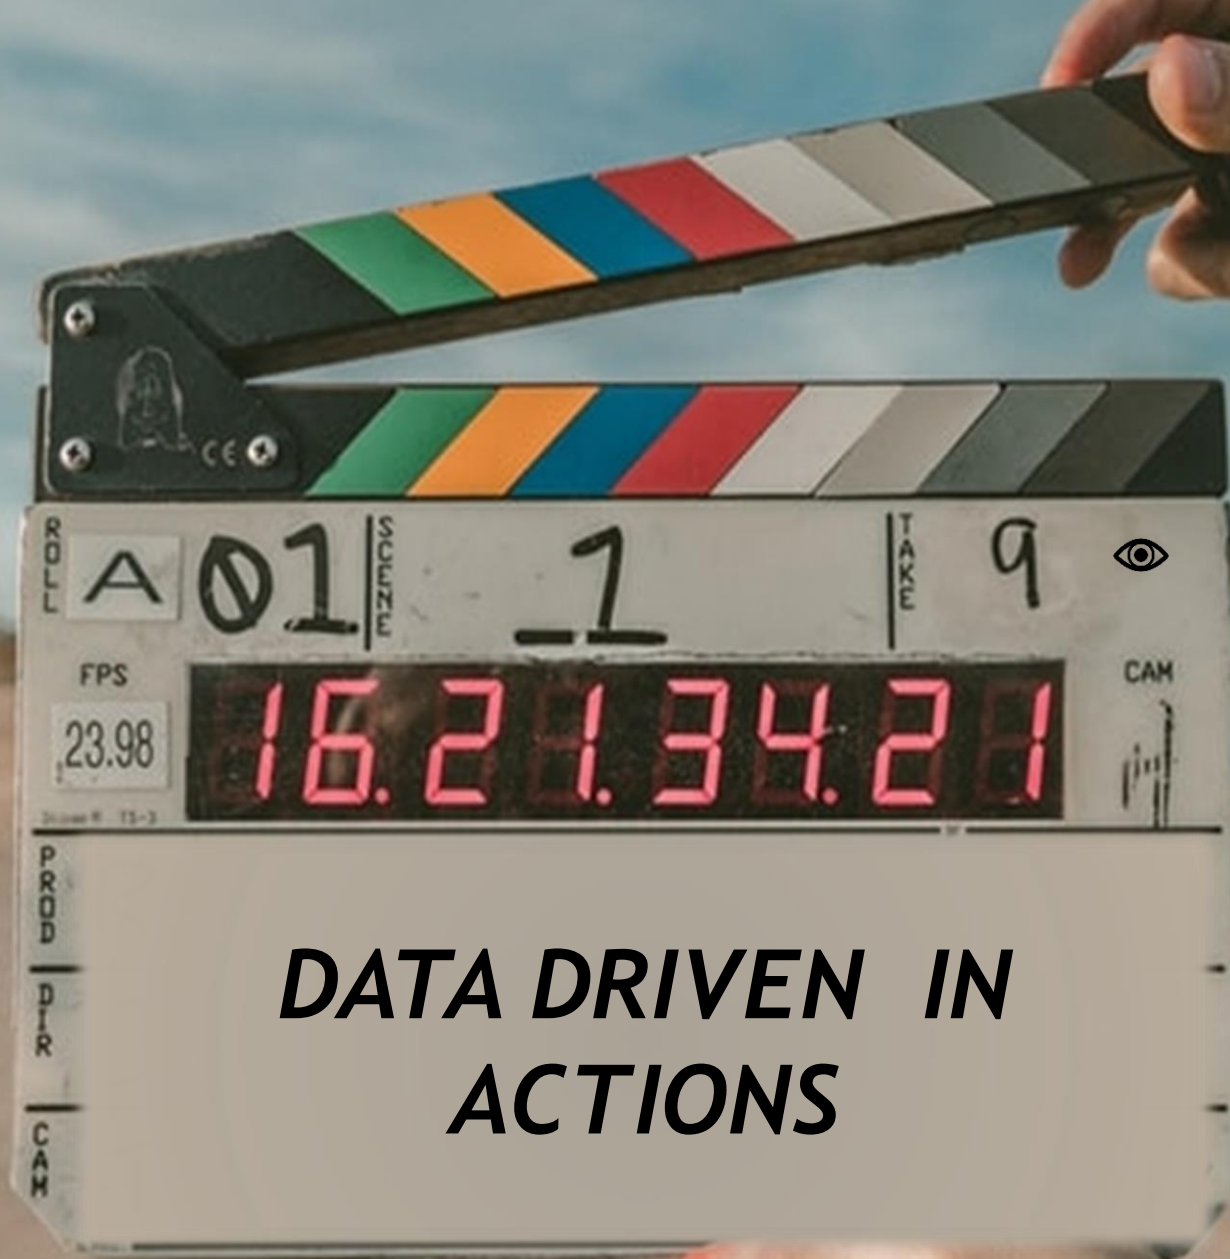 CE
ROLL A 01 SCENE 1 TAKE 9
FPS CAM
23.98 16.21.34.21
PROD
DATA DRIVEN IN
DIR
ACTIONS
CAM